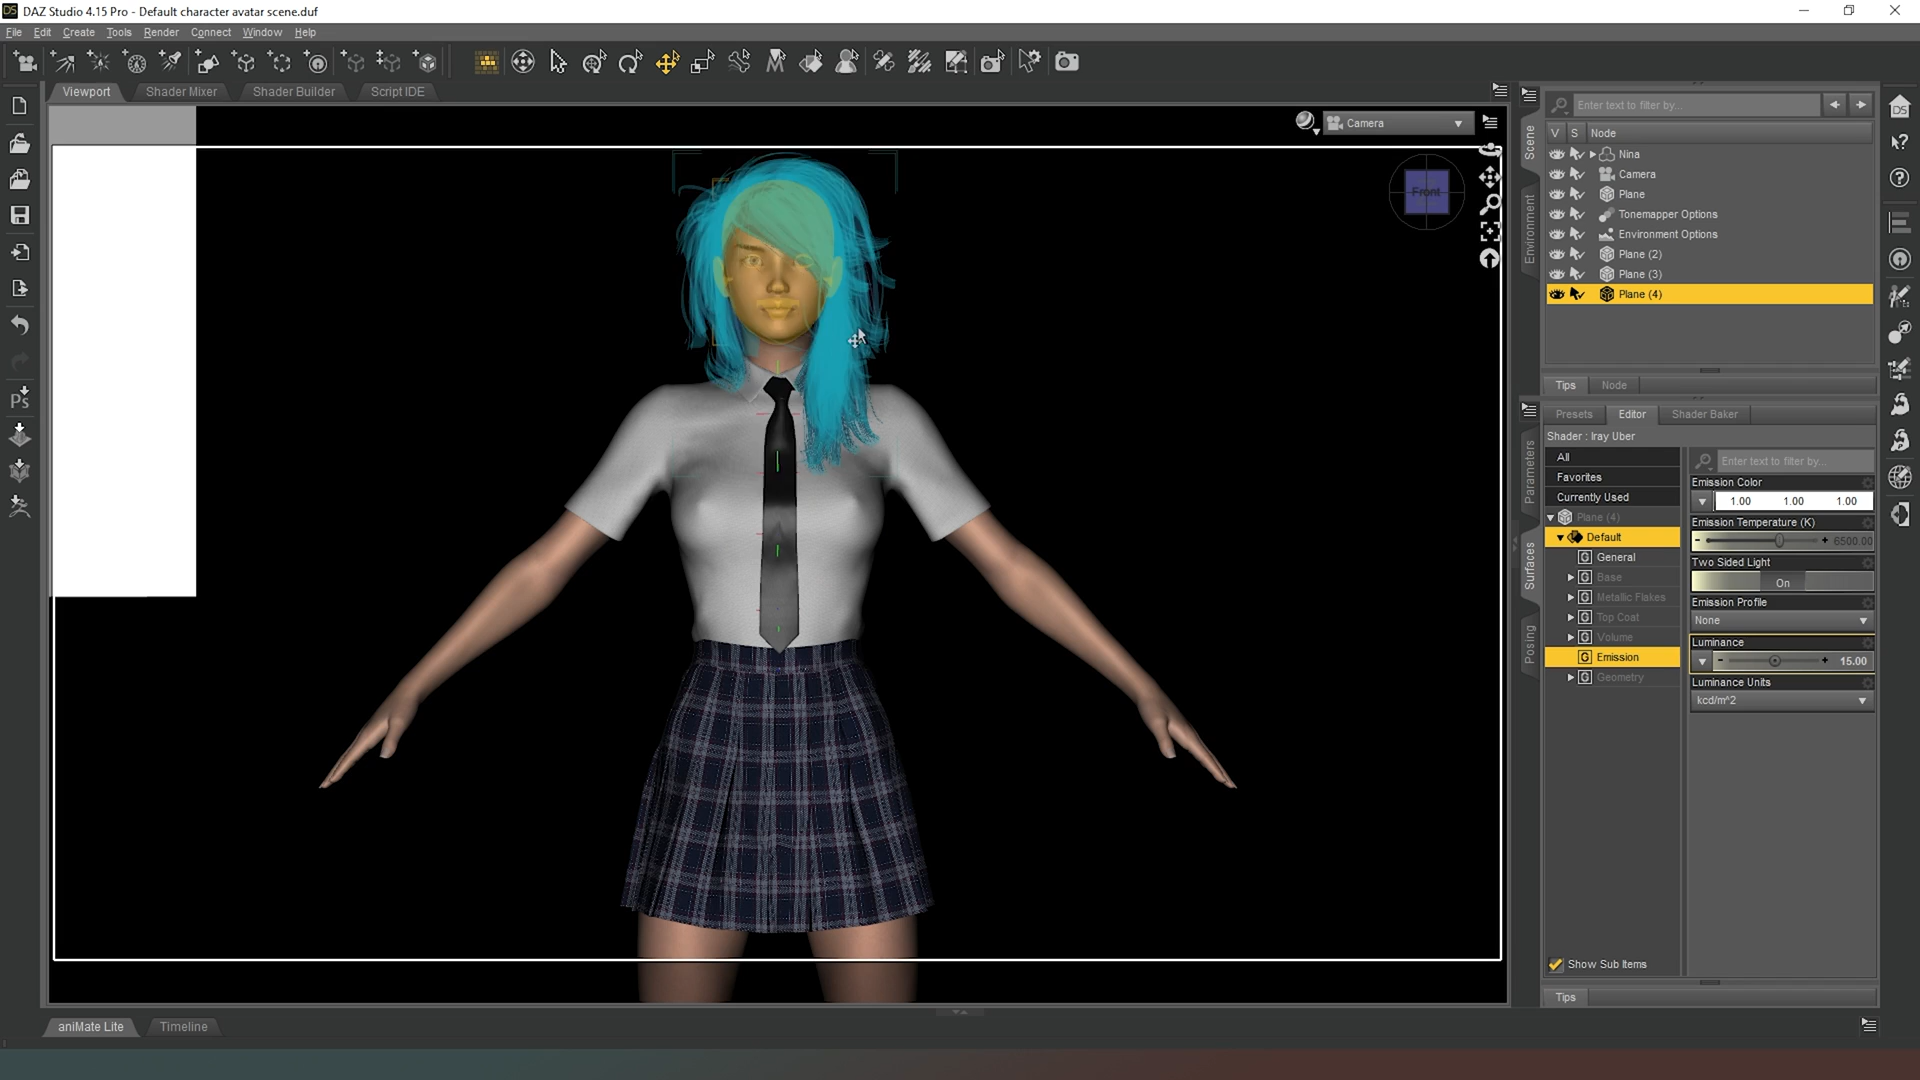 DAZ Studio 4.15 Pro - Default character avatar scene.duf
File Edit Create Tools Render Connect Window Help
Viewport Shader Mixer Shader Builder Script IDE
Camera
Front
Enter text to filter by...
V S Node
Nina
Camera
Plane
Tonemapper Options
Environment Options
Plane (2)
Plane (3)
Plane (4)
Scene
Environment
Tips Node
Presets Editor Shader Baker
Shader : Iray Uber
Parameters
Surfaces
Posing
All
Favorites
Currently Used
Plane (4)
Default
General
Base
Metallic Flakes
Top Coat
Volume
Emission
Geometry
Show Sub Items
Enter text to filter by...
Emission Color
1.00 1.00 1.00
Emission Temperature (K)
6500.00
Two Sided Light
On
Emission Profile
None
Luminance
15.00
Luminance Units
kcd/m^2
Tips
aniMate Lite Timeline
Ps
DS